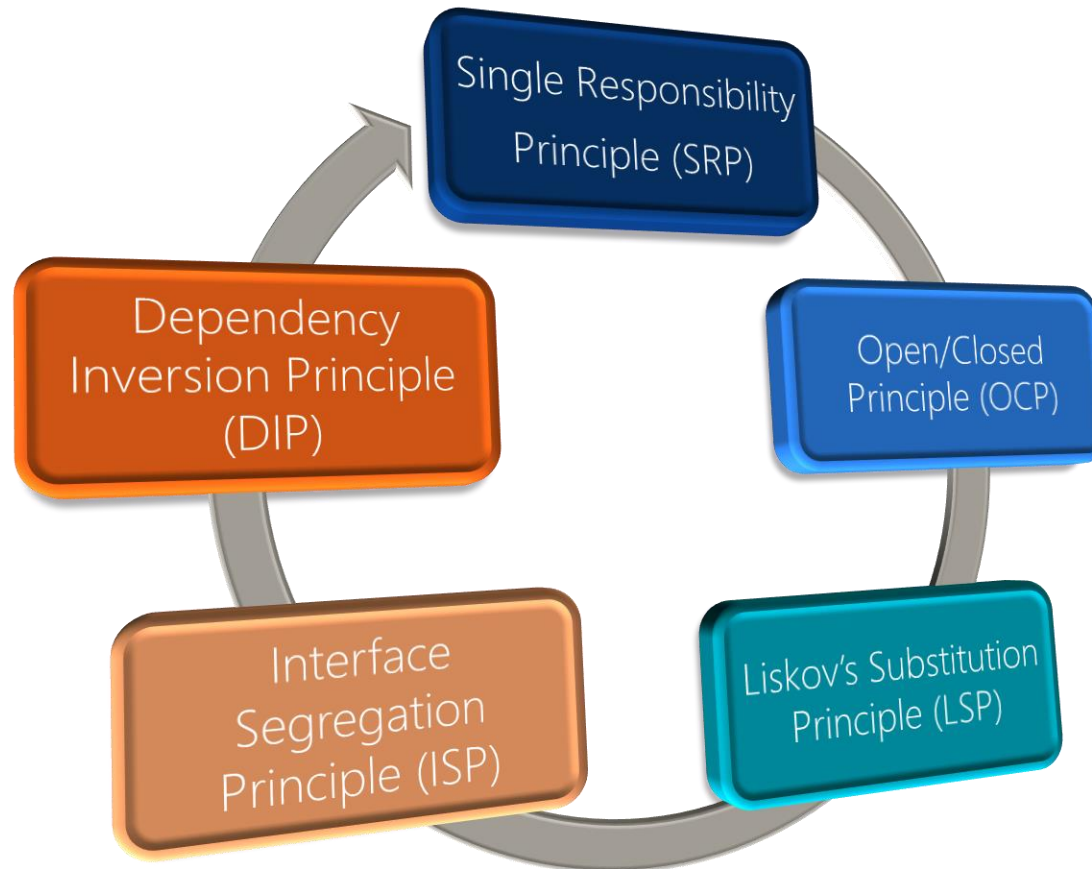 Single Responsibility
Principle (SRP)
Open/Closed
Principle (OCP)
Liskov’s Substitution
Principle (LSP)
Interface
Segregation
Principle (ISP)
Dependency
Inversion Principle
(DIP)